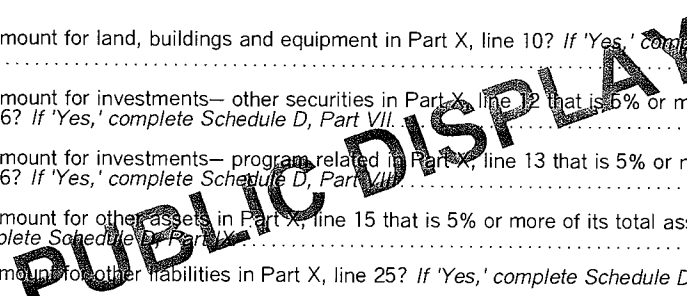 mount for land, buildings and equipment in Part X, line 10? If 'Yes,' comp
mount for investments— other securities in Part X, line 12 that is 5% or m
6? If 'Yes,' complete Schedule D, Part VII.
mount for investments— program related in Part X, line 13 that is 5% or m
6? If 'Yes,' complete Schedule D, Part VIII.
mount for other assets in Part X, line 15 that is 5% or more of its total ass
plete Schedule D, Part IX
mount for other liabilities in Part X, line 25? If 'Yes,' complete Schedule D
PUBLIC DISPLAY